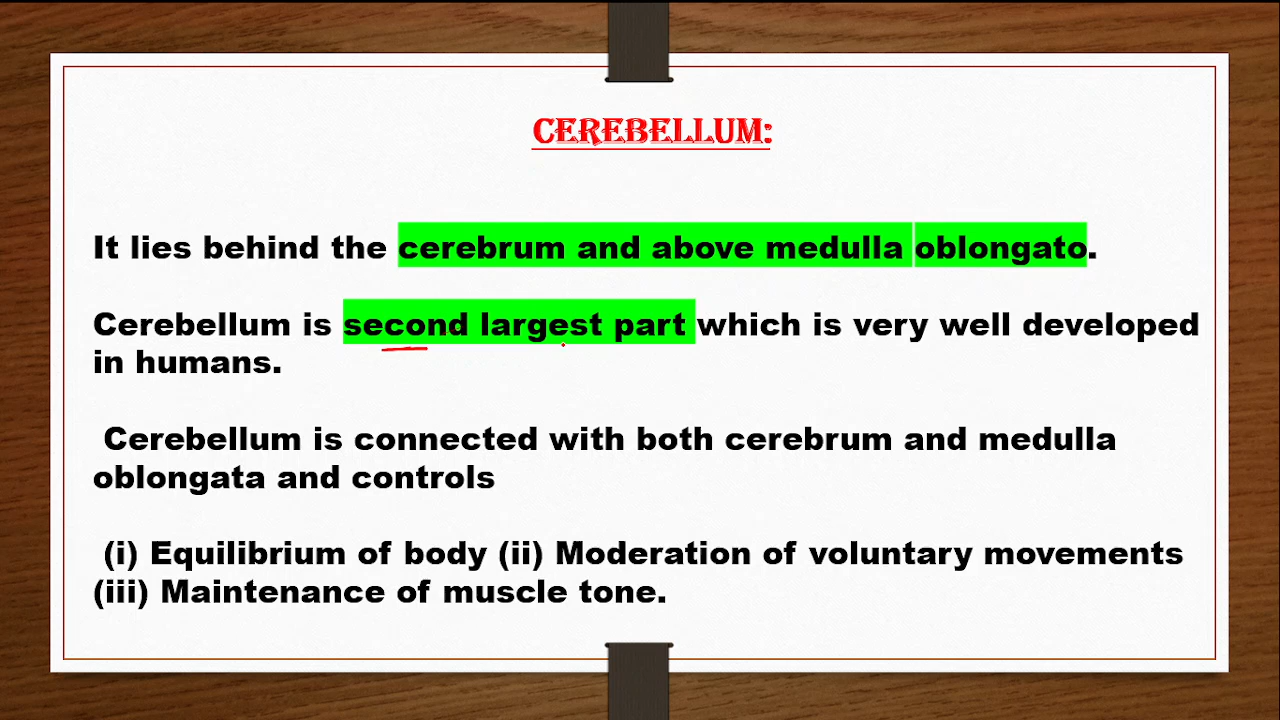 CEREBELLUM:
It lies behind the cerebrum and above medulla oblongato.
Cerebellum is second largest part which is very well developed
in humans.
Cerebellum is connected with both cerebrum and medulla
oblongata and controls
(i) Equilibrium of body (ii) Moderation of voluntary movements
(iii) Maintenance of muscle tone.